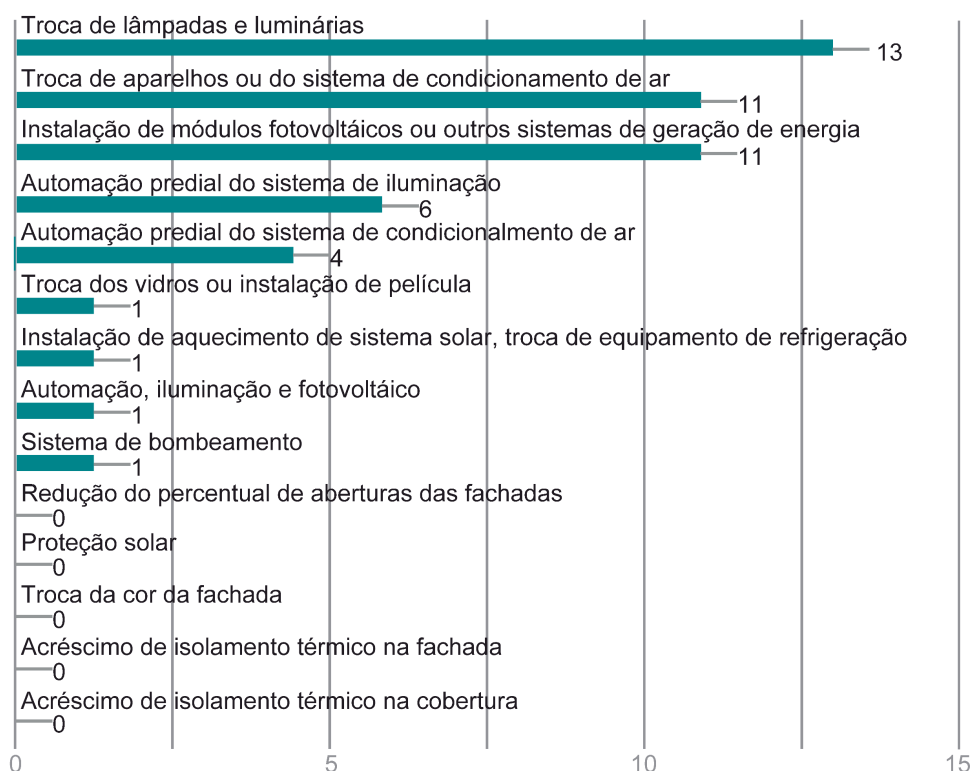 Troca de lâmpadas e luminárias
13
Troca de aparelhos ou do sistema de condicionamento de ar
11
Instalação de módulos fotovoltáicos ou outros sistemas de geração de energia
11
Automação predial do sistema de iluminação
6
Automação predial do sistema de condicionalmento de ar
4
Troca dos vidros ou instalação de película
1
Instalação de aquecimento de sistema solar, troca de equipamento de refrigeração
1
Automação, iluminação e fotovoltáico
1
Sistema de bombeamento
1
Redução do percentual de aberturas das fachadas
0
Proteção solar
0
Troca da cor da fachada
0
Acréscimo de isolamento térmico na fachada
0
Acréscimo de isolamento térmico na cobertura
0
0 5 10 15